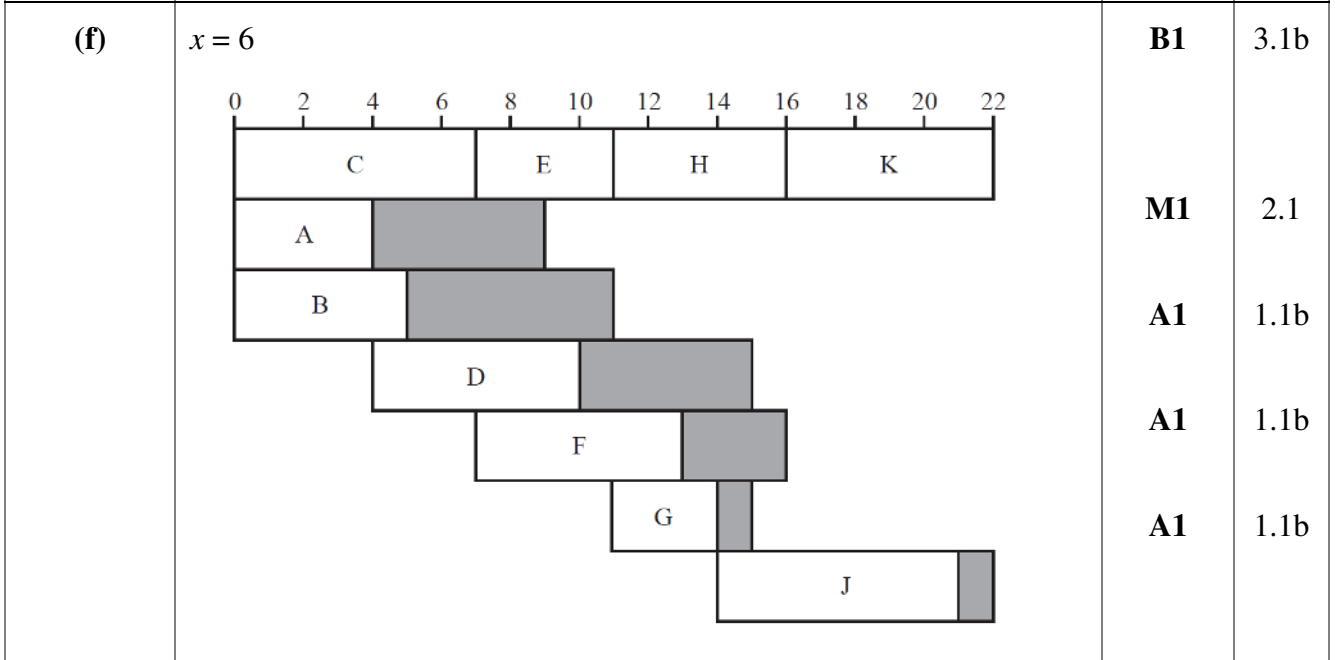 (f) x = 6 B1 3.1b
0 2 4 6 8 10 12 14 16 18 20 22
C E H K
A M1 2.1
B A1 1.1b
D
F A1 1.1b
G A1 1.1b
J